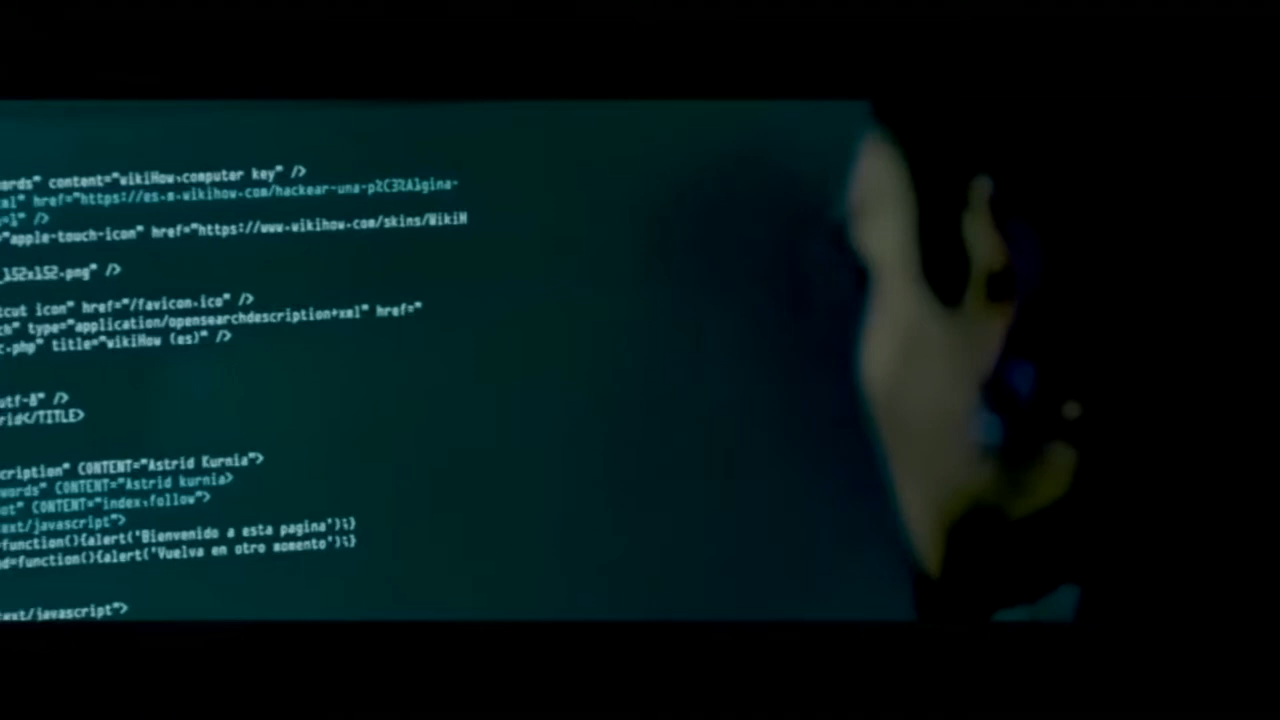 ords" content="wikiHow,computer key" />
ml" href="https://es.m.wikihow.com/hackear-una-p%C3%A1gina-
=1" />
="apple-touch-icon" href="https://www.wikihow.com/skins/WikiH
_152x152.png" />
tcut icon" href="/favicon.ico" />
ch" type="application/opensearchdescription+xml" href="
c.php" title="wikiHow (es)" />
utf-8" />
rid</TITLE>
cription" CONTENT="Astrid Kurnia">
words" CONTENT="Astrid kurnia>
ot" CONTENT="index,follow">
ext/javascript">
=function(){alert('Bienvenido a esta pagina');}
d=function(){alert('Vuelva en otro momento');}
text/javascript">